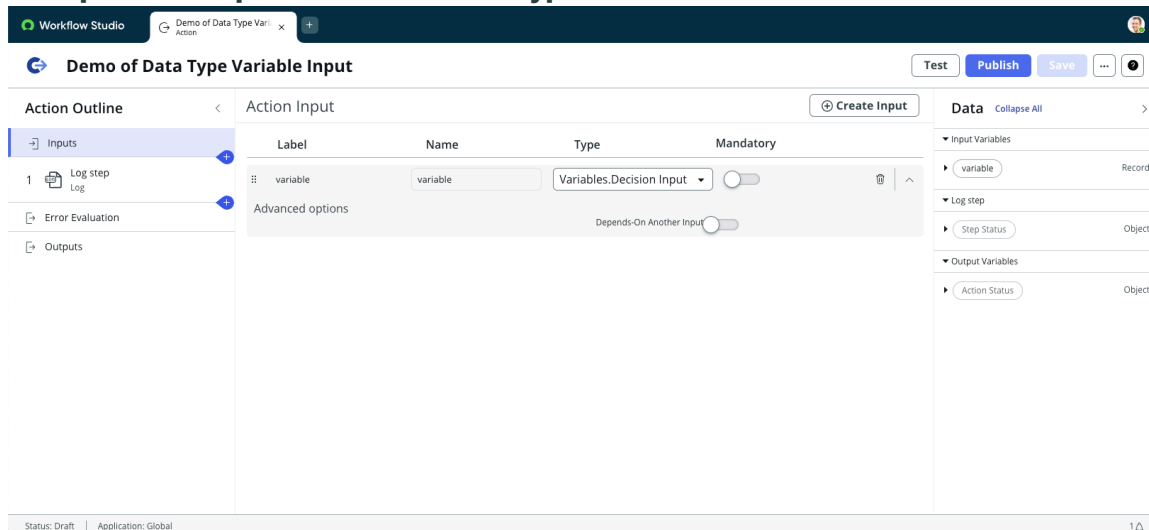 Workflow Studio
Demo of Data Type Vari
Action
Demo of Data Type Variable Input
Test
Publish
Save
...
?
Action Outline
Inputs
1
Log step
Log
Error Evaluation
Outputs
Action Input
Create Input
Label Name Type Mandatory
variable variable Variables.Decision Input
Advanced options
Depends-On Another Input
Data Collapse All
Input Variables
variable Record
Log step
Step Status Object
Output Variables
Action Status Object
Status: Draft | Application: Global
1